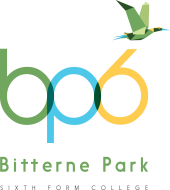 bp6
Bitterne Park
SIXTH FORM COLLEGE